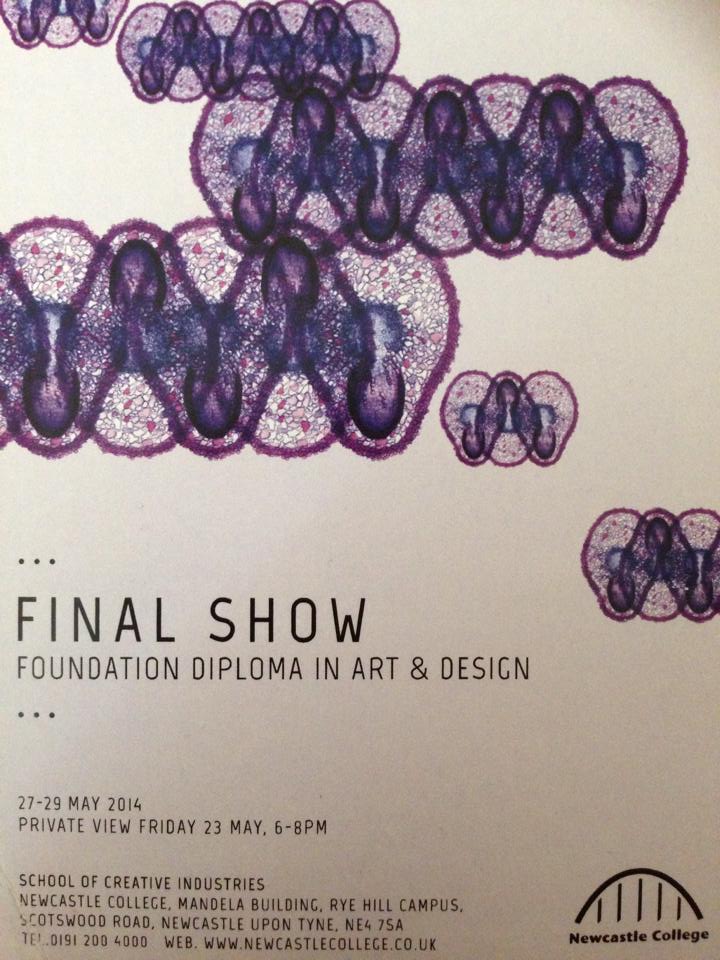 ...
FINAL SHOW
FOUNDATION DIPLOMA IN ART & DESIGN
...
27-29 MAY 2014
PRIVATE VIEW FRIDAY 23 MAY, 6-8PM
SCHOOL OF CREATIVE INDUSTRIES
NEWCASTLE COLLEGE, MANDELA BUILDING, RYE HILL CAMPUS,
SCOTSWOOD ROAD, NEWCASTLE UPON TYNE, NE4 7SA
TEL.0191 200 4000 WEB. WWW.NEWCASTLECOLLEGE.CO.UK
Newcastle College